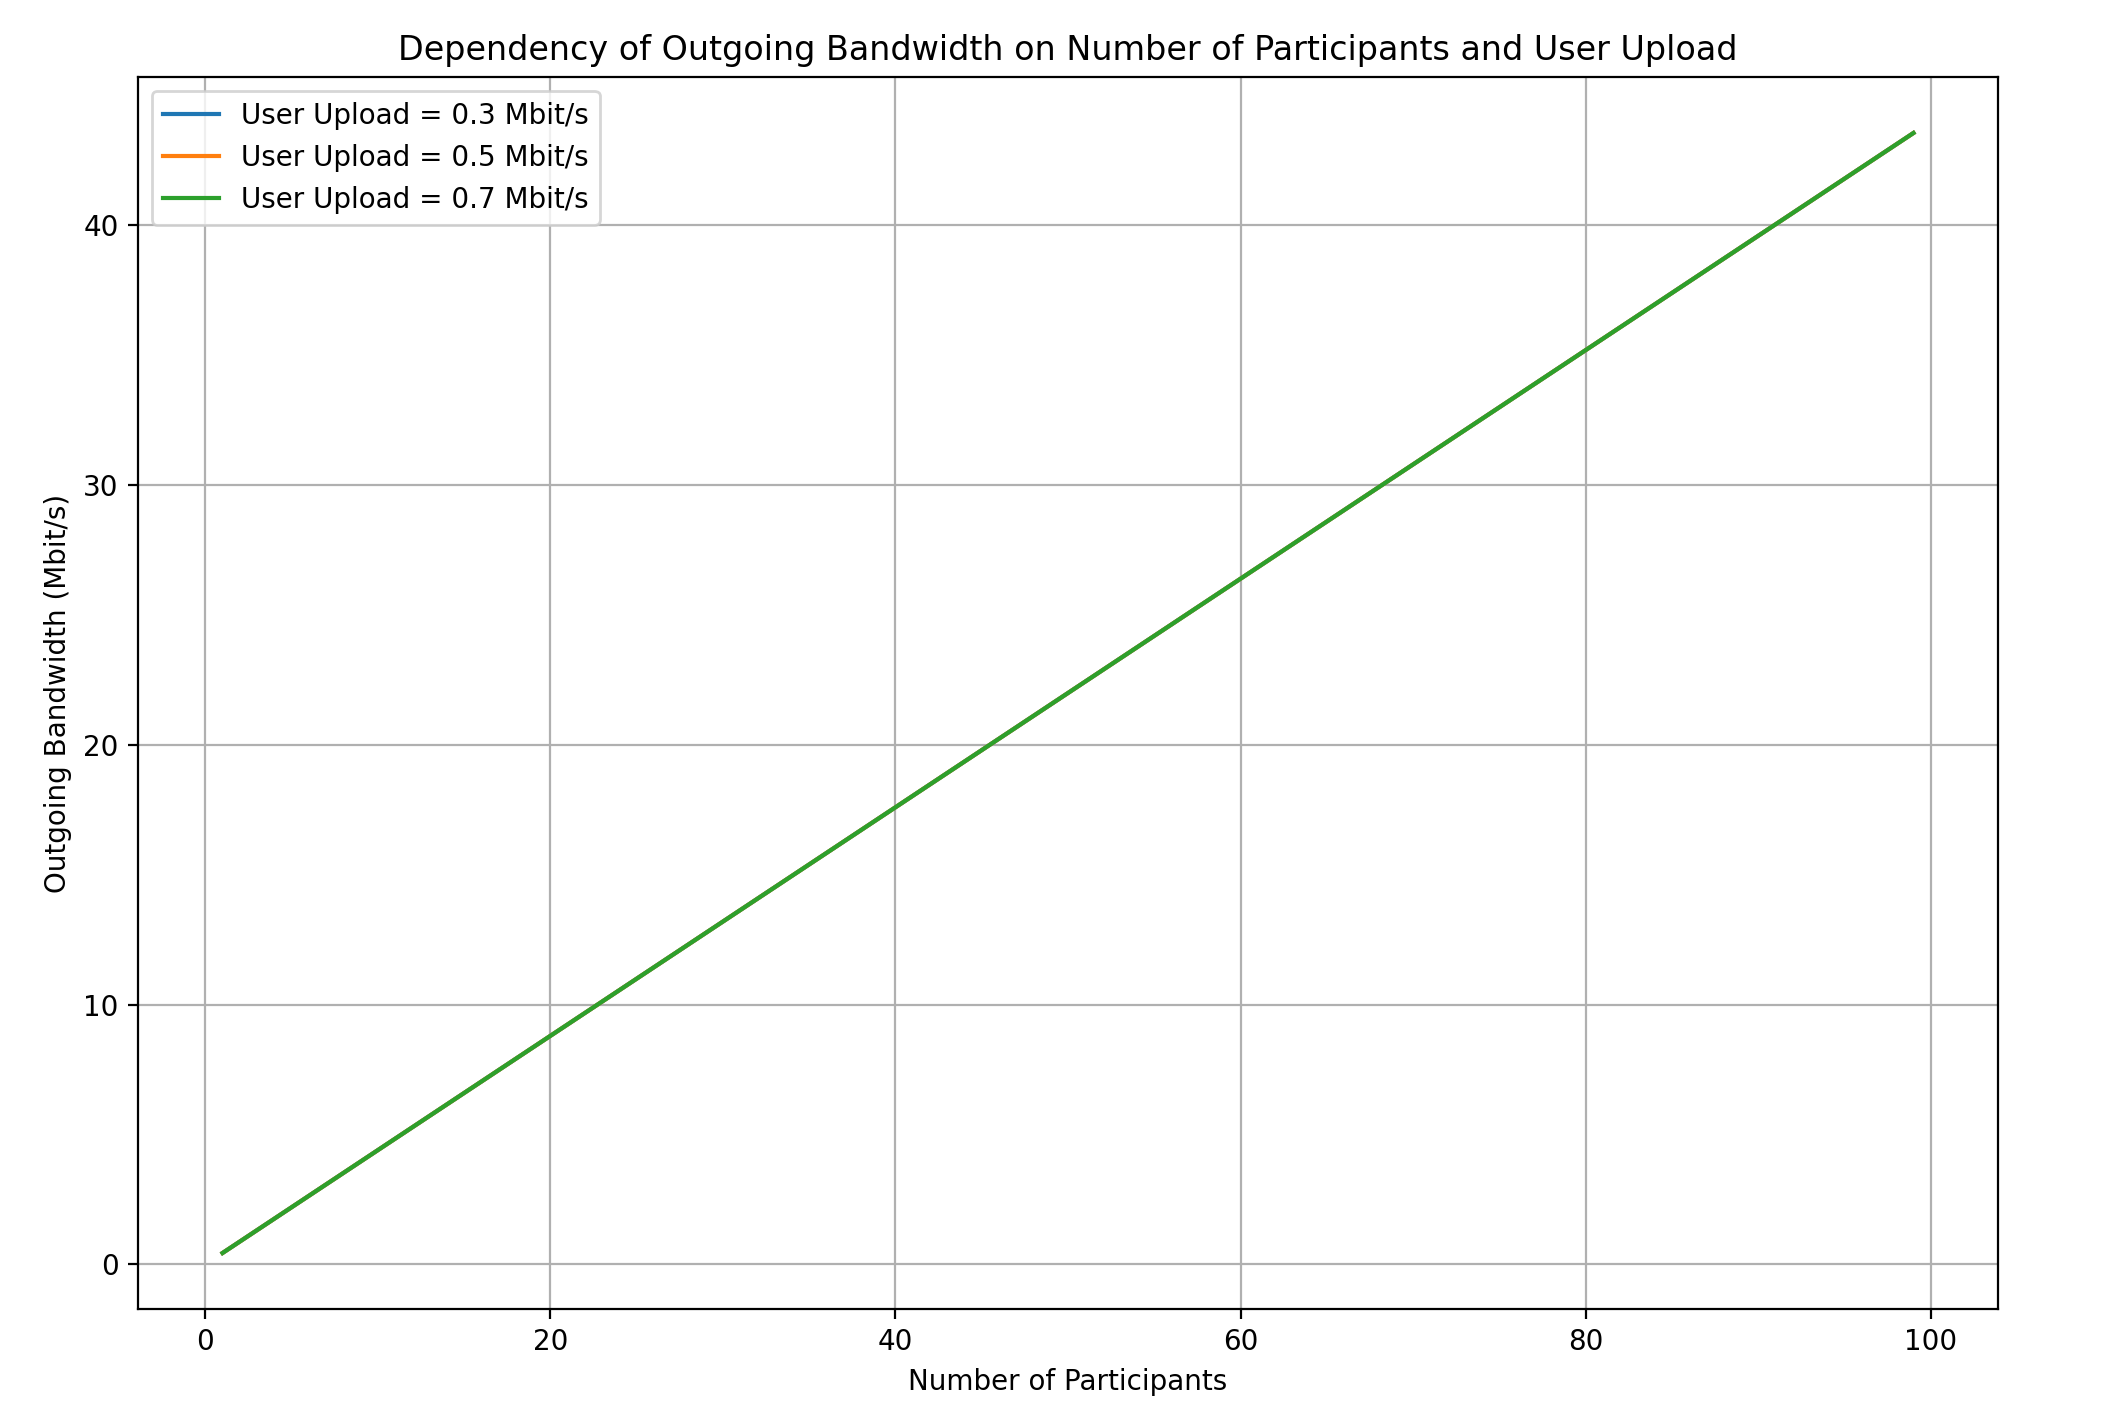 Dependency of Outgoing Bandwidth on Number of Participants and User Upload
User Upload = 0.3 Mbit/s
User Upload = 0.5 Mbit/s
User Upload = 0.7 Mbit/s
Outgoing Bandwidth (Mbit/s)
40
30
20
10
0
0 20 40 60 80 100
Number of Participants